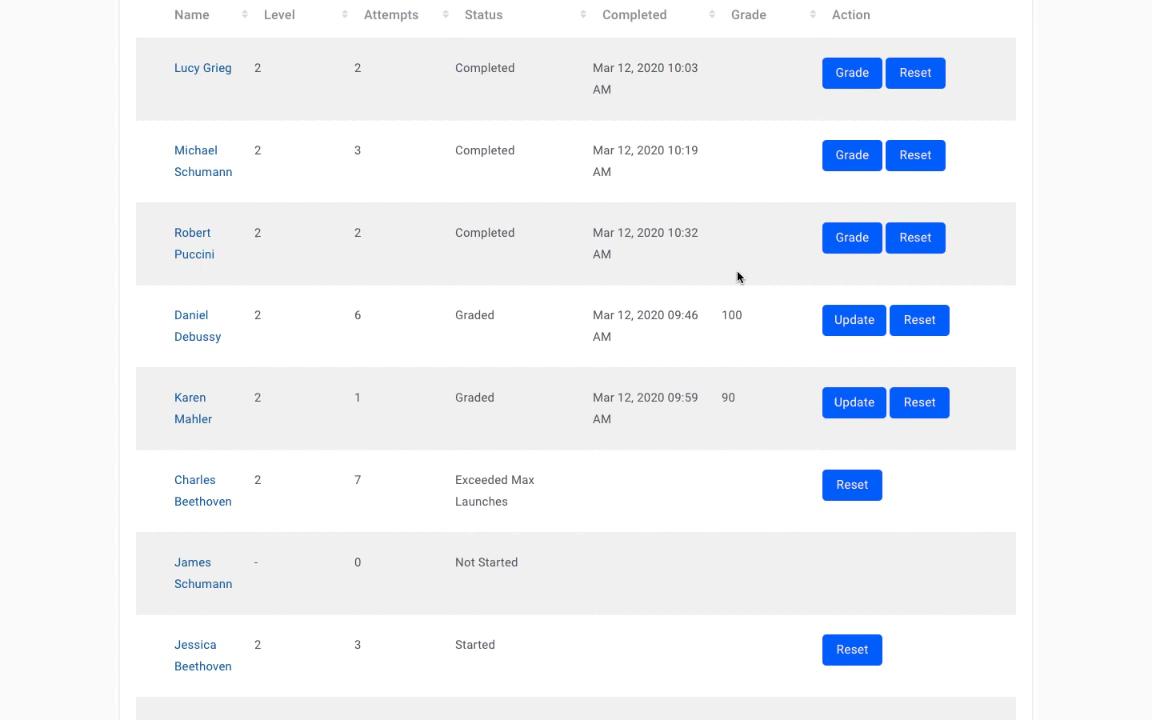 Name Level Attempts Status Completed Grade Action
Lucy Grieg 2 2 Completed Mar 12, 2020 10:03 AM Grade Reset
Michael Schumann 2 3 Completed Mar 12, 2020 10:19 AM Grade Reset
Robert Puccini 2 2 Completed Mar 12, 2020 10:32 AM Grade Reset
Daniel Debussy 2 6 Graded Mar 12, 2020 09:46 AM 100 Update Reset
Karen Mahler 2 1 Graded Mar 12, 2020 09:59 AM 90 Update Reset
Charles Beethoven 2 7 Exceeded Max Launches Reset
James Schumann - 0 Not Started
Jessica Beethoven 2 3 Started Reset